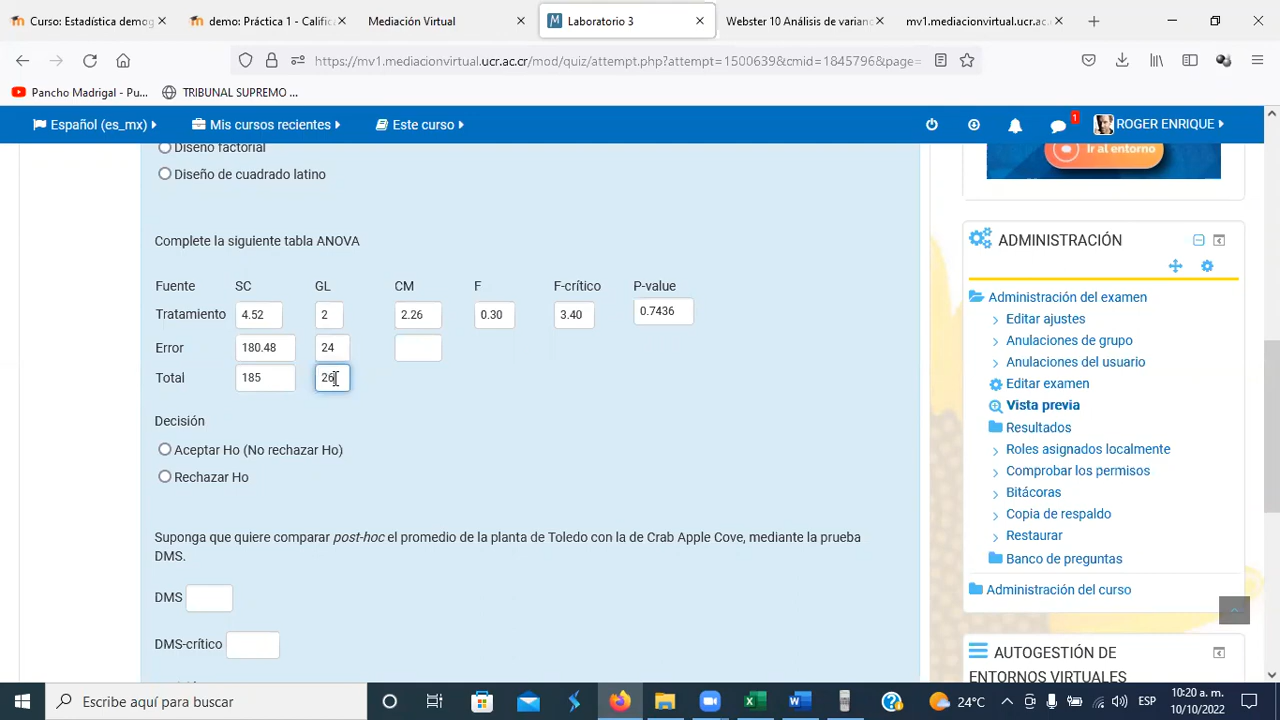 Curso: Estadística demog
demo: Práctica 1 - Califica
Mediación Virtual
Laboratorio 3
Webster 10 Análisis de varianz
mv1.mediacionvirtual.ucr.ac.c
https://mv1.mediacionvirtual.ucr.ac.cr/mod/quiz/attempt.php?attempt=1500639&cmid=1845796&page=
Pancho Madrigal - Pu...
TRIBUNAL SUPREMO ...
Español (es_mx)
Mis cursos recientes
Este curso
1
ROGER ENRIQUE
Diseño factorial
Diseño de cuadrado latino
Ir al entorno
Complete la siguiente tabla ANOVA
Fuente SC GL CM F F-crítico P-value
Tratamiento 4.52 2 2.26 0.30 3.40 0.7436
Error 180.48 24
Total 185 26
Decisión
Aceptar Ho (No rechazar Ho)
Rechazar Ho
Suponga que quiere comparar post-hoc el promedio de la planta de Toledo con la de Crab Apple Cove, mediante la prueba
DMS.
DMS
DMS-crítico
ADMINISTRACIÓN
Administración del examen
Editar ajustes
Anulaciones de grupo
Anulaciones del usuario
Editar examen
Vista previa
Resultados
Roles asignados localmente
Comprobar los permisos
Bitácoras
Copia de respaldo
Restaurar
Banco de preguntas
Administración del curso
AUTOGESTIÓN DE
ENTORNOS VIRTUALES
Escribe aquí para buscar
24°C
ESP
10:20 a. m.
10/10/2022